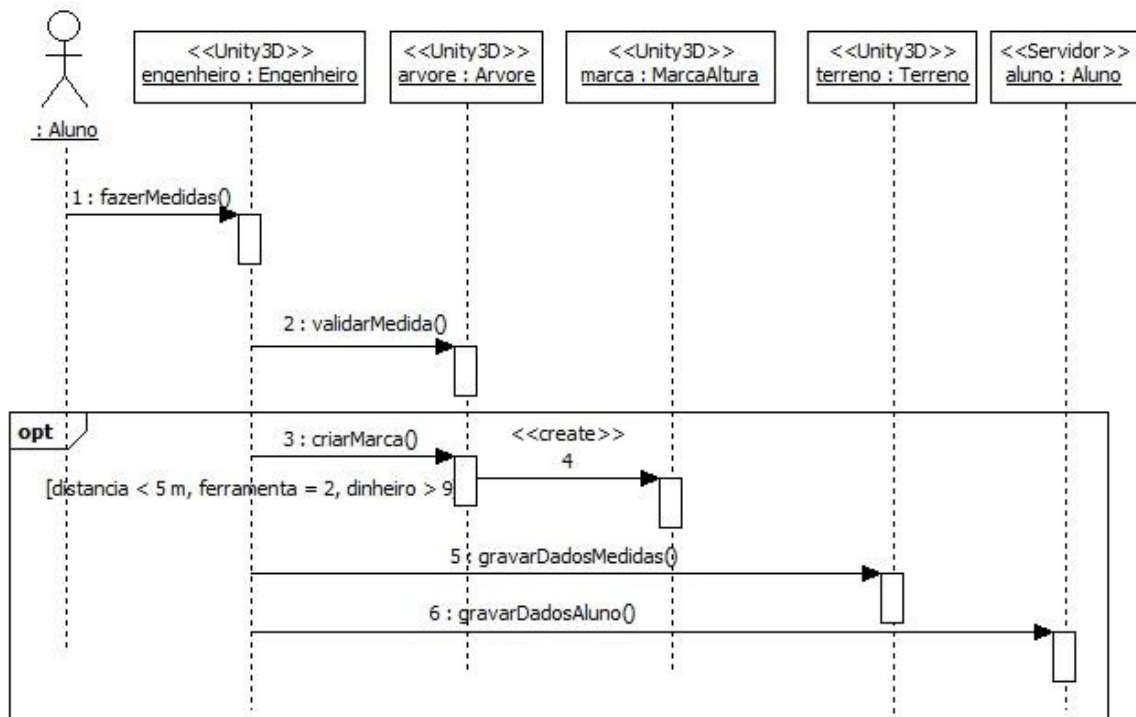 <<Unity3D>>
engenheiro : Engenheiro
<<Unity3D>>
arvore : Arvore
<<Unity3D>>
marca : MarcaAltura
<<Unity3D>>
terreno : Terreno
<<Servidor>>
aluno : Aluno
: Aluno
1 : fazerMedidas()
2 : validarMedida()
opt
3 : criarMarca()
<<create>>
4
[distancia < 5 m, ferramenta = 2, dinheiro > 9
5 : gravarDadosMedidas()
6 : gravarDadosAluno()